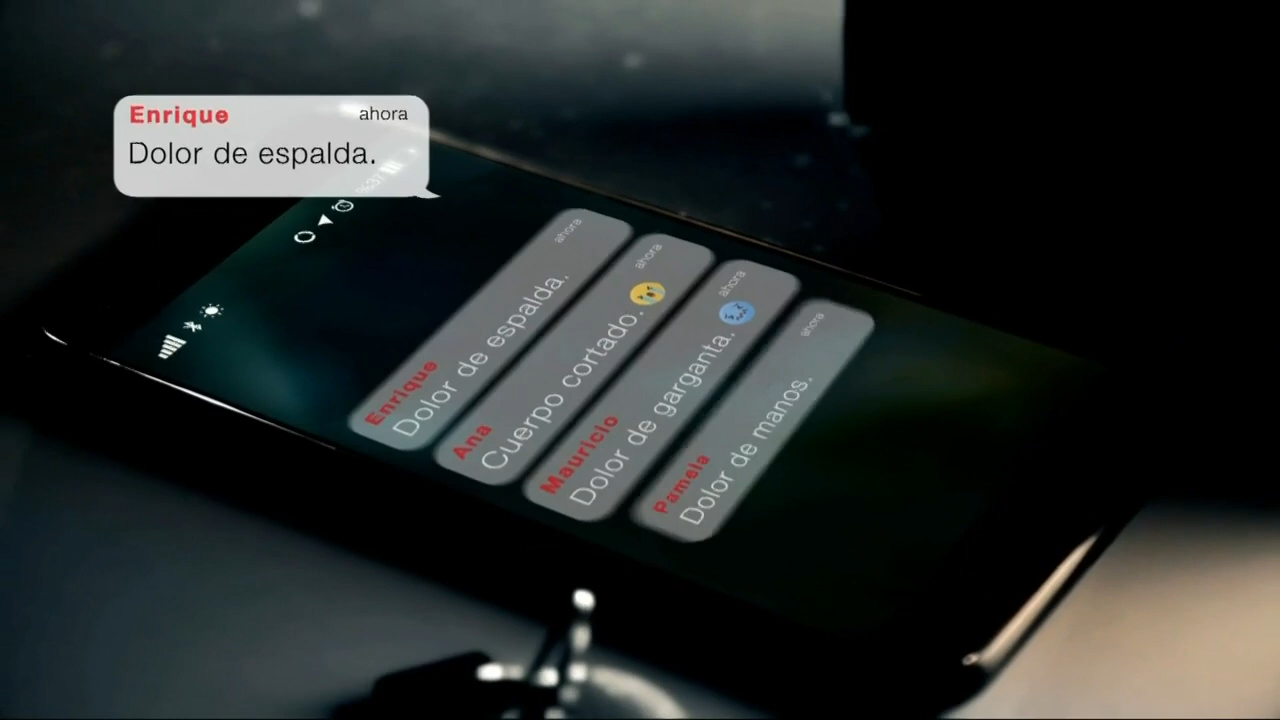 Enrique ahora
Dolor de espalda.
Enrique ahora
Dolor de espalda.
Ana ahora
Cuerpo cortado. 😭
Mauricio ahora
Dolor de garganta.
Pamela ahora
Dolor de manos.